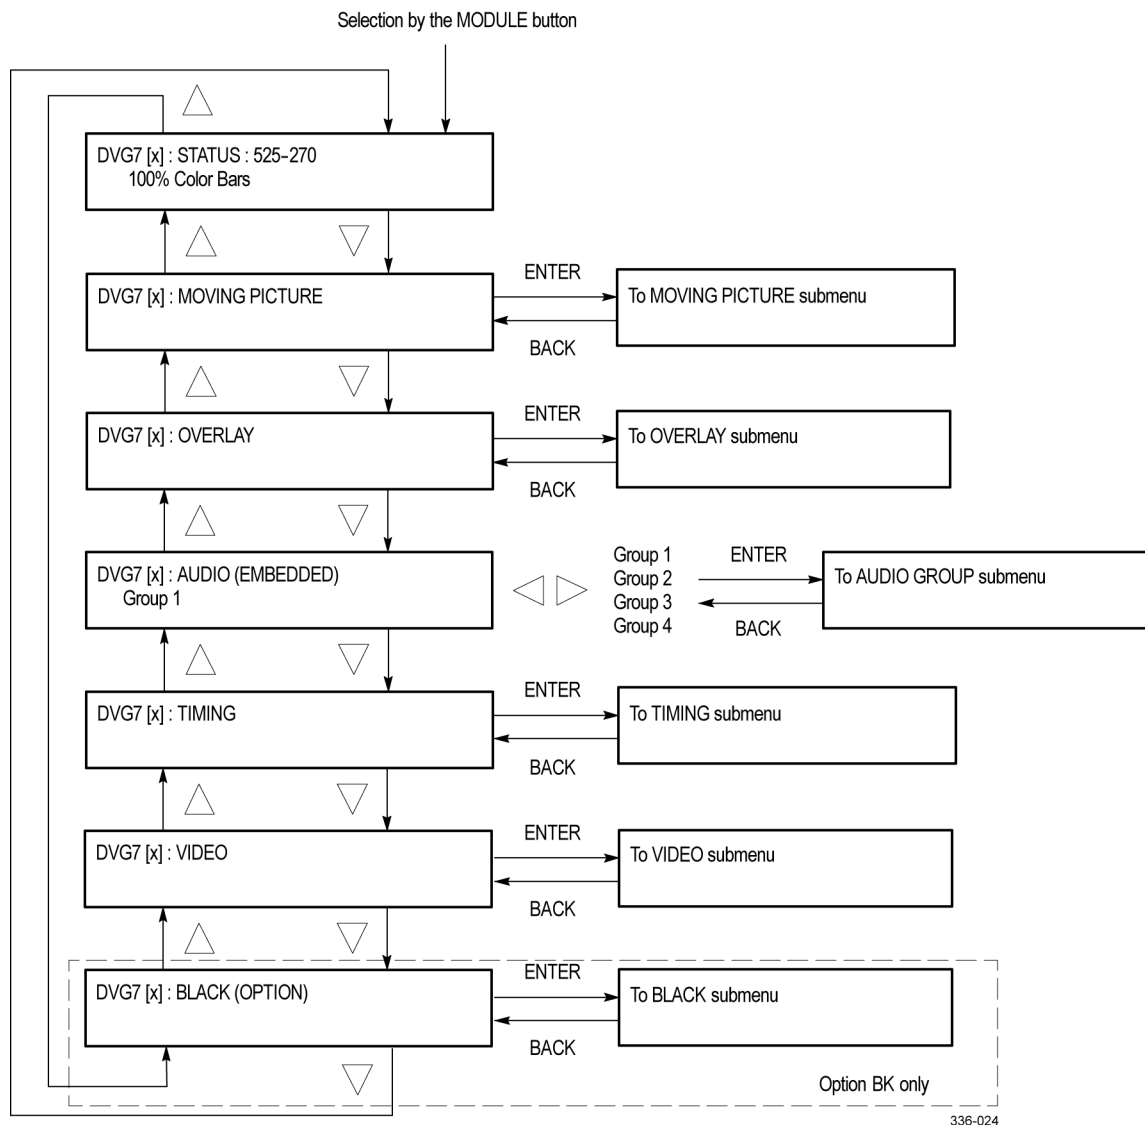 Selection by the MODULE button
DVG7 [x] : STATUS : 525-270
100% Color Bars
DVG7 [x] : MOVING PICTURE
ENTER
BACK
To MOVING PICTURE submenu
DVG7 [x] : OVERLAY
ENTER
BACK
To OVERLAY submenu
DVG7 [x] : AUDIO (EMBEDDED)
Group 1
Group 1
Group 2
Group 3
Group 4
ENTER
BACK
To AUDIO GROUP submenu
DVG7 [x] : TIMING
ENTER
BACK
To TIMING submenu
DVG7 [x] : VIDEO
ENTER
BACK
To VIDEO submenu
DVG7 [x] : BLACK (OPTION)
ENTER
BACK
To BLACK submenu
Option BK only
336-024